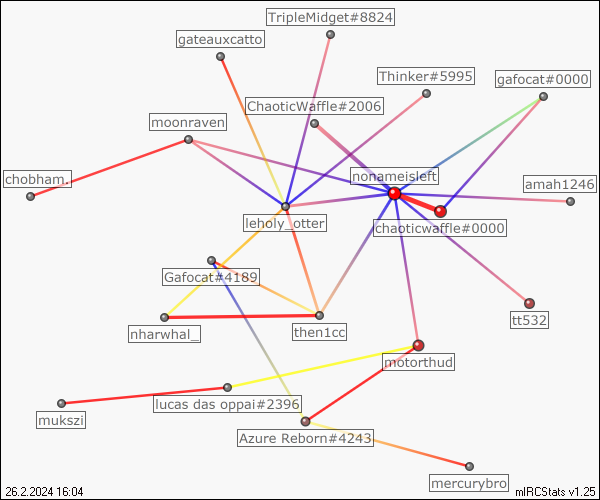 TripleMidget#8824
gateauxcatto
Thinker#5995
gafocat#0000
ChaoticWaffle#2006
moonraven
chobham.
nonameisleft
amah1246
leholy_otter
chaoticwaffle#0000
Gafocat#4189
tt532
nharwhal_
then1cc
motorthud
lucas das oppai#2396
mukszi
Azure Reborn#4243
mercurybro
26.2.2024 16:04
mIRCStats v1.25